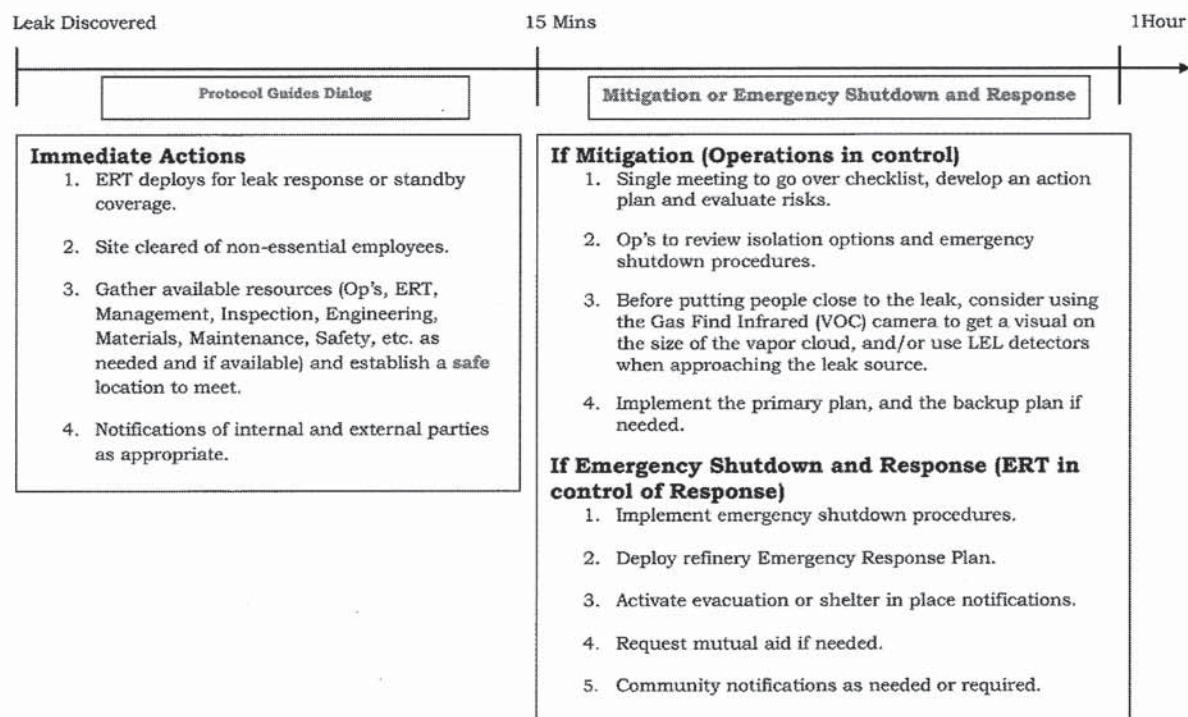 Leak Discovered
15 Mins
1Hour
Protocol Guides Dialog
Mitigation or Emergency Shutdown and Response
Immediate Actions
1. ERT deploys for leak response or standby
coverage.
2. Site cleared of non-essential employees.
3. Gather available resources (Op's, ERT,
Management, Inspection, Engineering,
Materials, Maintenance, Safety, etc. as
needed and if available) and establish a safe
location to meet.
4. Notifications of internal and external parties
as appropriate.
If Mitigation (Operations in control)
1. Single meeting to go over checklist, develop an action
plan and evaluate risks.
2. Op's to review isolation options and emergency
shutdown procedures.
3. Before putting people close to the leak, consider using
the Gas Find Infrared (VOC) camera to get a visual on
the size of the vapor cloud, and/or use LEL detectors
when approaching the leak source.
4. Implement the primary plan, and the backup plan if
needed.
If Emergency Shutdown and Response (ERT in
control of Response)
1. Implement emergency shutdown procedures.
2. Deploy refinery Emergency Response Plan.
3. Activate evacuation or shelter in place notifications.
4. Request mutual aid if needed.
5. Community notifications as needed or required.